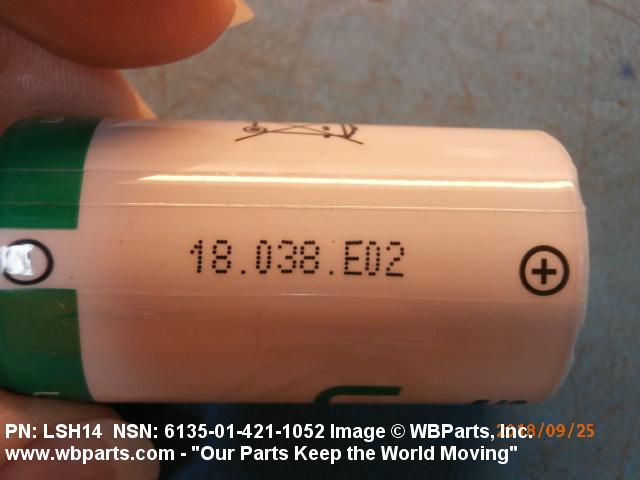 18.038.E02
PN: LSH14 NSN: 6135-01-421-1052 Image © WBParts, Inc.
www.wbparts.com - "Our Parts Keep the World Moving"